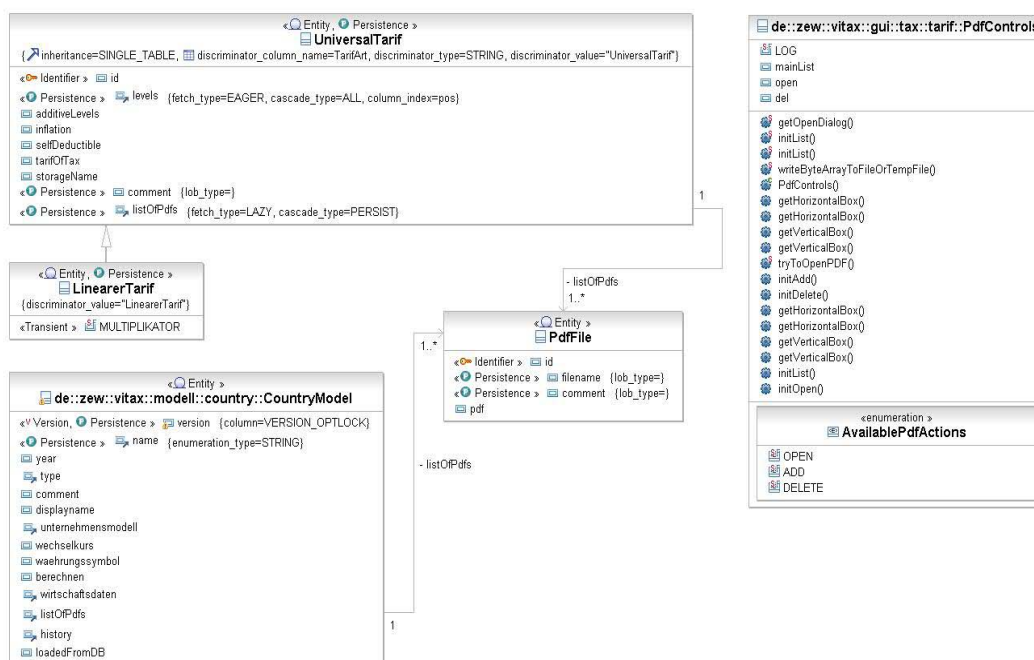 «Entity, Persistence »
UniversalTarif
{inheritance=SINGLE_TABLE, discriminator_column_name=TarifArt, discriminator_type=STRING, discriminator_value="UniversalTarif"}
«Identifier » id
«Persistence » levels {fetch_type=EAGER, cascade_type=ALL, column_index=pos}
additiveLevels
inflation
selfDeductible
tarifOfTax
storageName
«Persistence » comment {lob_type=}
«Persistence » listOfPdfs {fetch_type=LAZY, cascade_type=PERSIST}
1
- listOfPdfs
1..*
«Entity, Persistence »
LinearerTarif
{discriminator_value="LinearerTarif"}
«Transient » MULTIPLIKATOR
1..*
«Entity »
PdfFile
«Identifier » id
«Persistence » filename {lob_type=}
«Persistence » comment {lob_type=}
pdf
«Entity »
de::zew::vitax::modell::country::CountryModel
«Version, Persistence » version {column=VERSION_OPTLOCK}
«Persistence » name {enumeration_type=STRING}
year
type
comment
displayname
unternehmensmodell
wechselkurs
waehrungssymbol
berechnen
wirtschaftsdaten
listOfPdfs
history
loadedFromDB
- listOfPdfs
1
de::zew::vitax::gui::tax::tarif::PdfControls
LOG
mainList
open
del
getOpenDialog()
initList()
initList()
writeByteArrayToFileOrTempFile()
PdfControls()
getHorizontalBox()
getHorizontalBox()
getVerticalBox()
getVerticalBox()
tryToOpenPDF()
initAdd()
initDelete()
getHorizontalBox()
getHorizontalBox()
getVerticalBox()
getVerticalBox()
initList()
initOpen()
«enumeration »
AvailablePdfActions
OPEN
ADD
DELETE